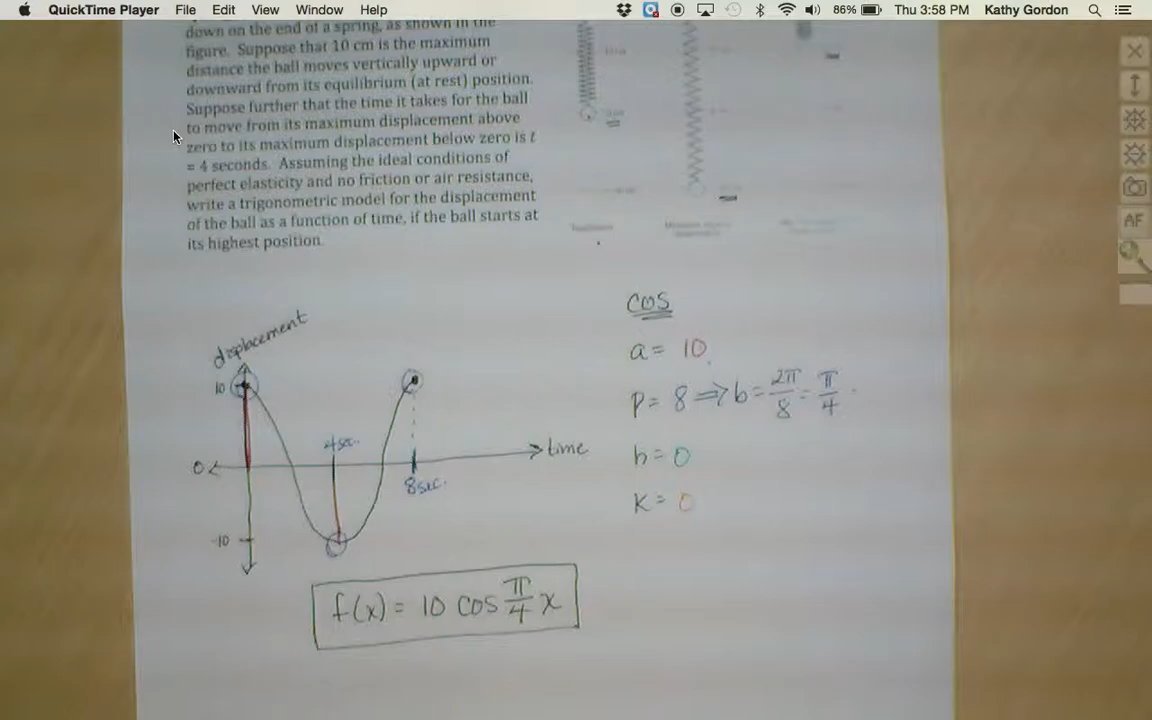 QuickTime Player File Edit View Window Help 86% Thu 3:58 PM Kathy Gordon
down on the end of a spring, as shown in the
figure. Suppose that 10 cm is the maximum
distance the ball moves vertically upward or
downward from its equilibrium (at rest) position.
Suppose further that the time it takes for the ball
to move from its maximum displacement above
zero to its maximum displacement below zero is t
= 4 seconds. Assuming the ideal conditions of
perfect elasticity and no friction or air resistance,
write a trigonometric model for the displacement
of the ball as a function of time, if the ball starts at
its highest position.
displacement
10
4 sec.
time
0
8 sec.
-10
cos
a = 10
p = 8 ⇒ b = 2π/8 = π/4
h = 0
k = 0
f(x) = 10 cos π/4 x
AF